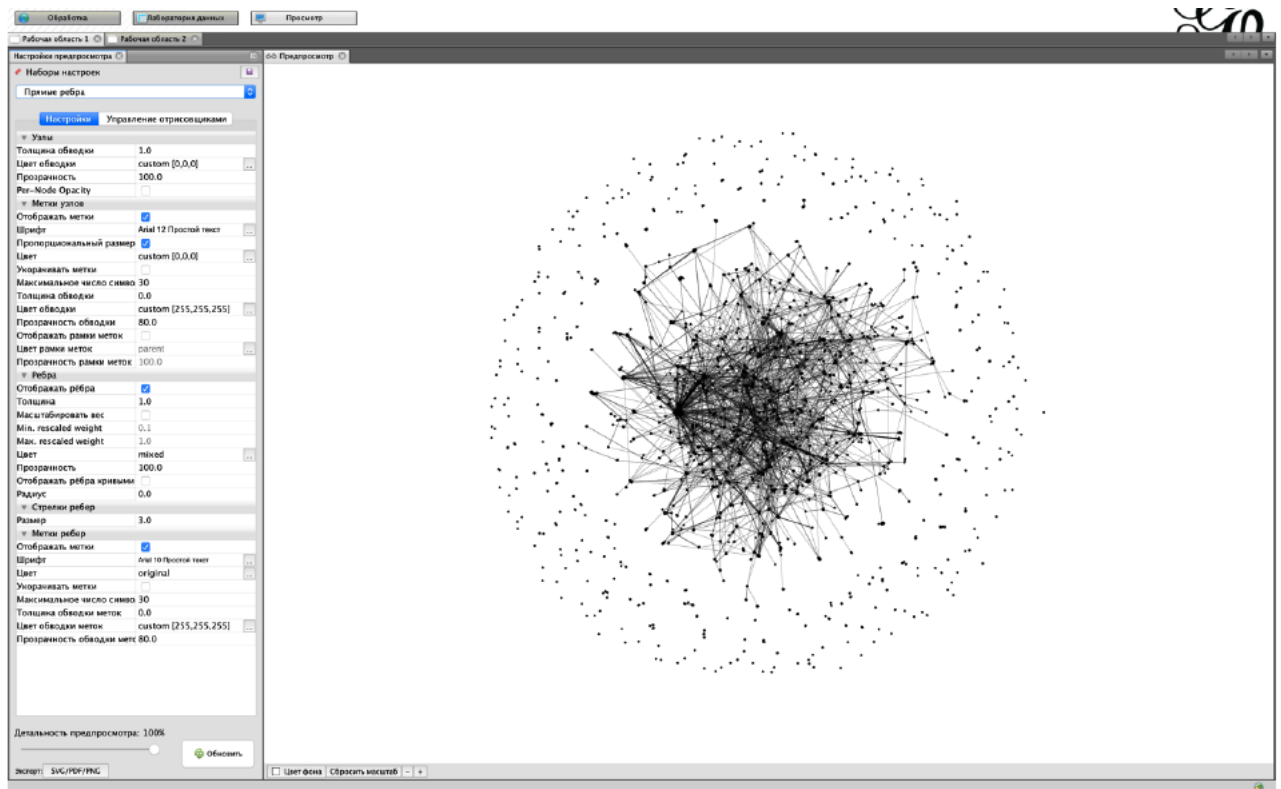 Обработка Лаборатория данных Просмотр
Рабочая область 1 Рабочая область 2
Настройки предпросмотра Предпросмотр
Наборы настроек
Прямые ребра
Настройки Управление отрисовщиками
Узлы
Толщина обводки 1.0
Цвет обводки custom [0,0,0] ...
Прозрачность 100.0
Per-Node Opacity
Метки узлов
Отображать метки
Шрифт Arial 12 Простой текст ...
Пропорциональный размер
Цвет custom [0,0,0] ...
Укорачивать метки
Максимальное число симво 30
Толщина обводки 0.0
Цвет обводки custom [255,255,255] ...
Прозрачность обводки 80.0
Отображать рамки меток
Цвет рамки меток parent ...
Прозрачность рамки меток 100.0
Ребра
Отображать рёбра
Толщина 1.0
Масштабировать вес
Min. rescaled weight 0.1
Max. rescaled weight 1.0
Цвет mixed ...
Прозрачность 100.0
Отображать рёбра кривыми
Радиус 0.0
Стрелки ребер
Размер 3.0
Метки ребер
Отображать метки
Шрифт Arial 10 Простой текст ...
Цвет original ...
Укорачивать метки
Максимальное число симво 30
Толщина обводки меток 0.0
Цвет обводки меток custom [255,255,255] ...
Прозрачность обводки метс 80.0
Детальность предпросмотра: 100%
Обновить
Экспорт: SVG/PDF/PNG
Цвет фона Сбросить масштаб - +